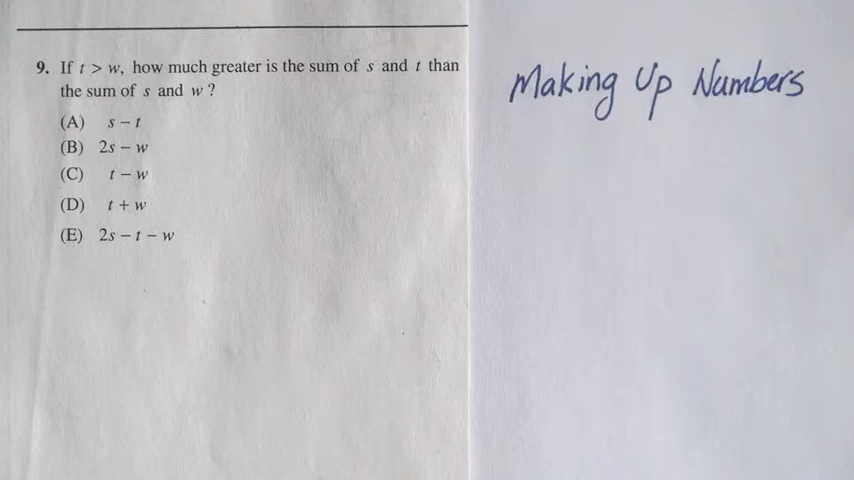 9. If t > w, how much greater is the sum of s and t than
the sum of s and w ?
(A) s − t
(B) 2s − w
(C) t − w
(D) t + w
(E) 2s − t − w
Making Up Numbers